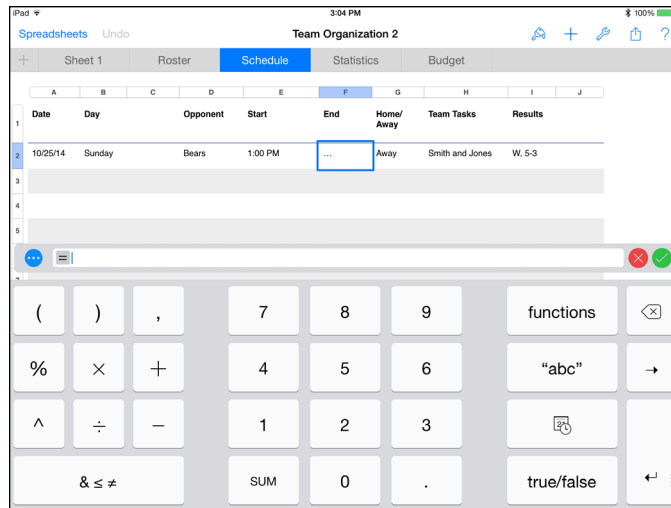 iPad 3:04 PM 100%
Spreadsheets Undo Team Organization 2 + ?
+ Sheet 1 Roster Schedule Statistics Budget
A B C D E F G H I J
1 Date Day Opponent Start End Home/ Team Tasks Results
Away
2 10/25/14 Sunday Bears 1:00 PM ... Away Smith and Jones W, 5-3
3
4
5
=
( ) , 7 8 9 functions
% × + 4 5 6 “abc” →
^ ÷ − 1 2 3
& ≤ ≠ SUM 0 . true/false